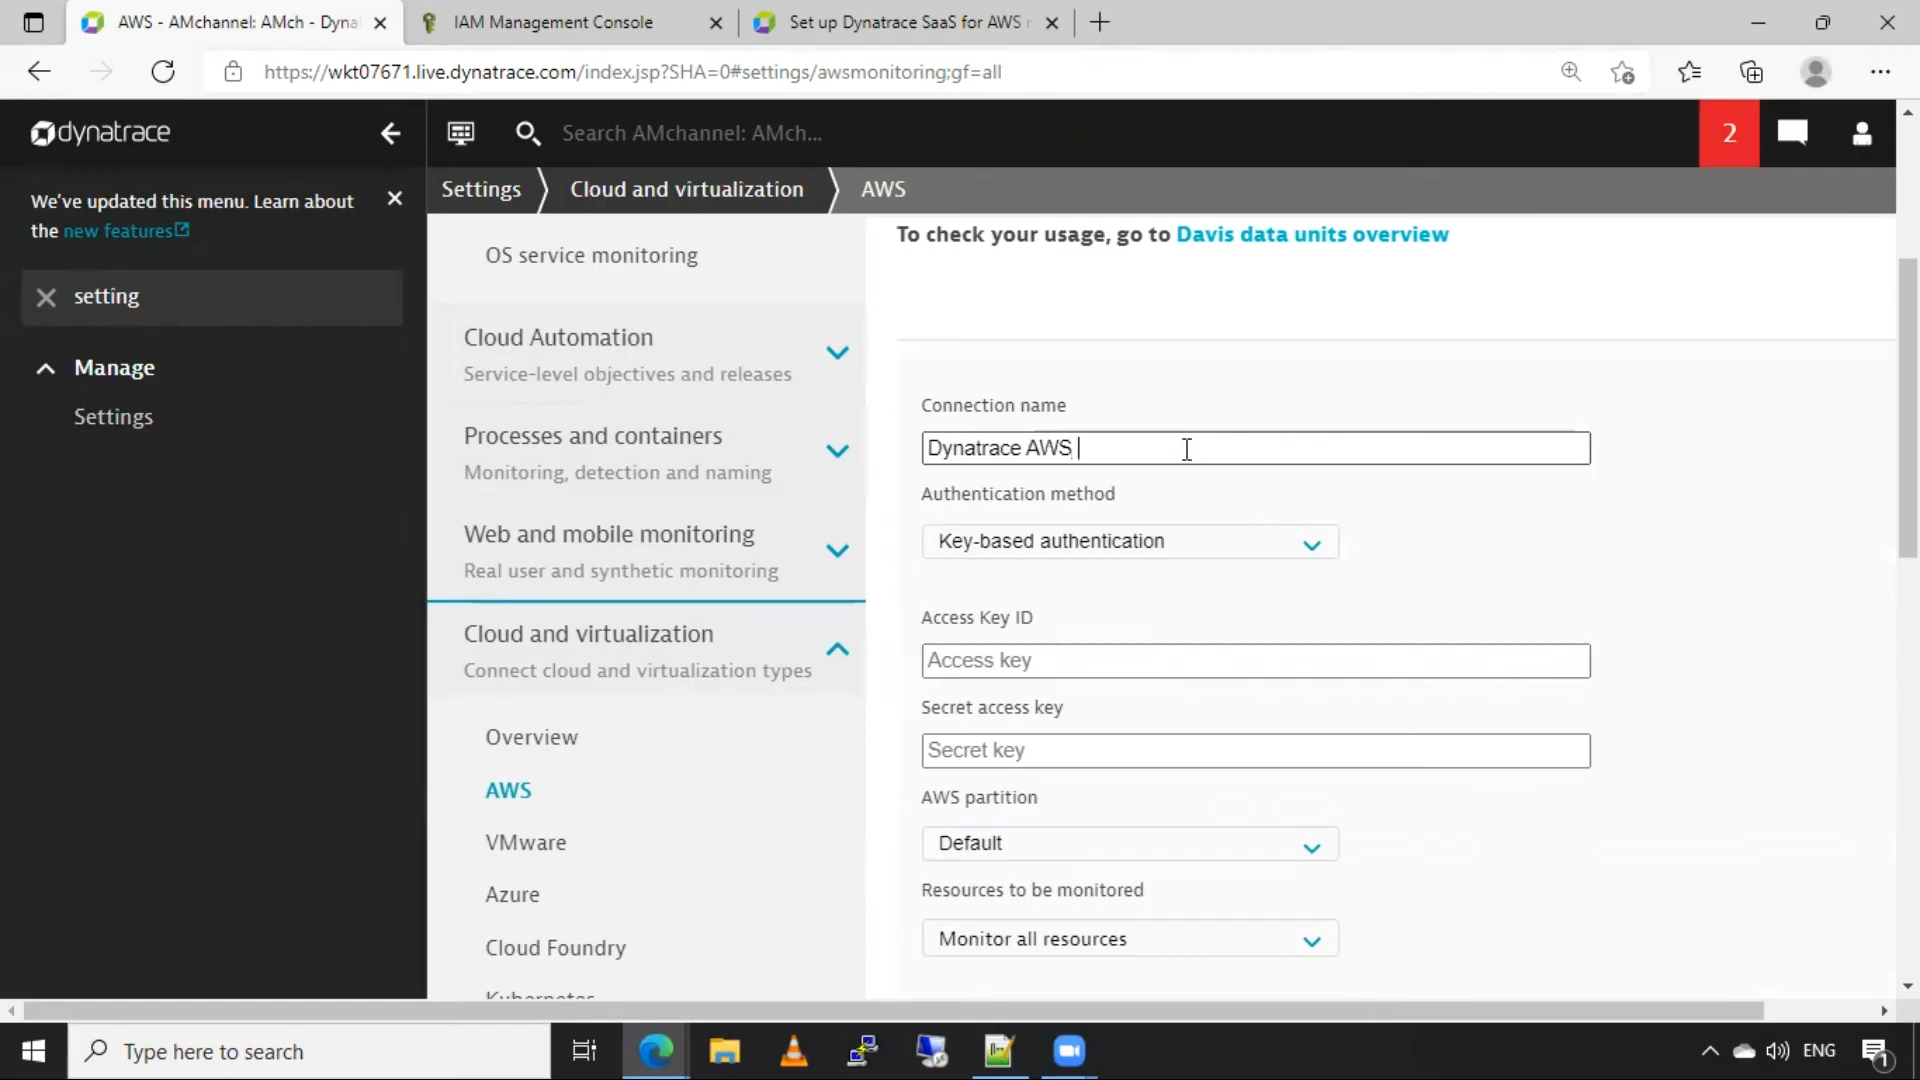 AWS - AMchannel: AMch - Dyna
IAM Management Console
Set up Dynatrace SaaS for AWS
https://wkt07671.live.dynatrace.com/index.jsp?SHA=0#settings/awsmonitoring;gf=all
dynatrace
Search AMchannel: AMch...
2
We've updated this menu. Learn about
the new features
Settings
Cloud and virtualization
AWS
setting
Manage
Settings
OS service monitoring
Cloud Automation
Service-level objectives and releases
Processes and containers
Monitoring, detection and naming
Web and mobile monitoring
Real user and synthetic monitoring
Cloud and virtualization
Connect cloud and virtualization types
Overview
AWS
VMware
Azure
Cloud Foundry
Kubernetes
To check your usage, go to Davis data units overview
Connection name
Dynatrace AWS
Authentication method
Key-based authentication
Access Key ID
Access key
Secret access key
Secret key
AWS partition
Default
Resources to be monitored
Monitor all resources
Type here to search
ENG
1